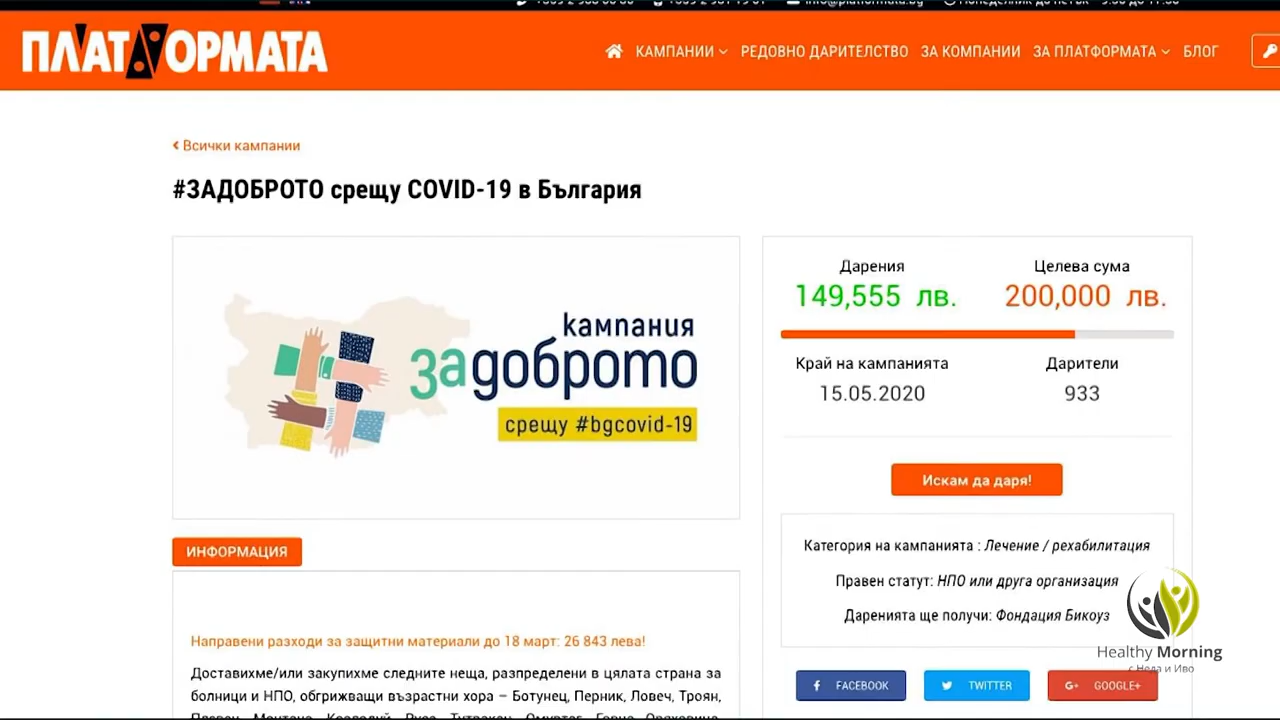 ПЛАТФОРМАТА
КАМПАНИИ РЕДОВНО ДАРИТЕЛСТВО ЗА КОМПАНИИ ЗА ПЛАТФОРМАТА БЛОГ
Всички кампании
#ЗАДОБРОТО срещу COVID-19 в България
кампания
задоброто
срещу #bgcovid-19
Дарения Целева сума
149,555 лв. 200,000 лв.
Край на кампанията Дарители
15.05.2020 933
Искам да даря!
Категория на кампанията : Лечение / рехабилитация
Правен статут: НПО или друга организация
Даренията ще получи: Фондация Бикоуз
FACEBOOK TWITTER GOOGLE+
ИНФОРМАЦИЯ
Направени разходи за защитни материали до 18 март: 26 843 лева!
Доставихме/или закупихме следните неща, разпределени в цялата страна за
болници и НПО, обгрижващи възрастни хора – Ботунец, Перник, Ловеч, Троян,
Healthy Morning
с Неда и Иво